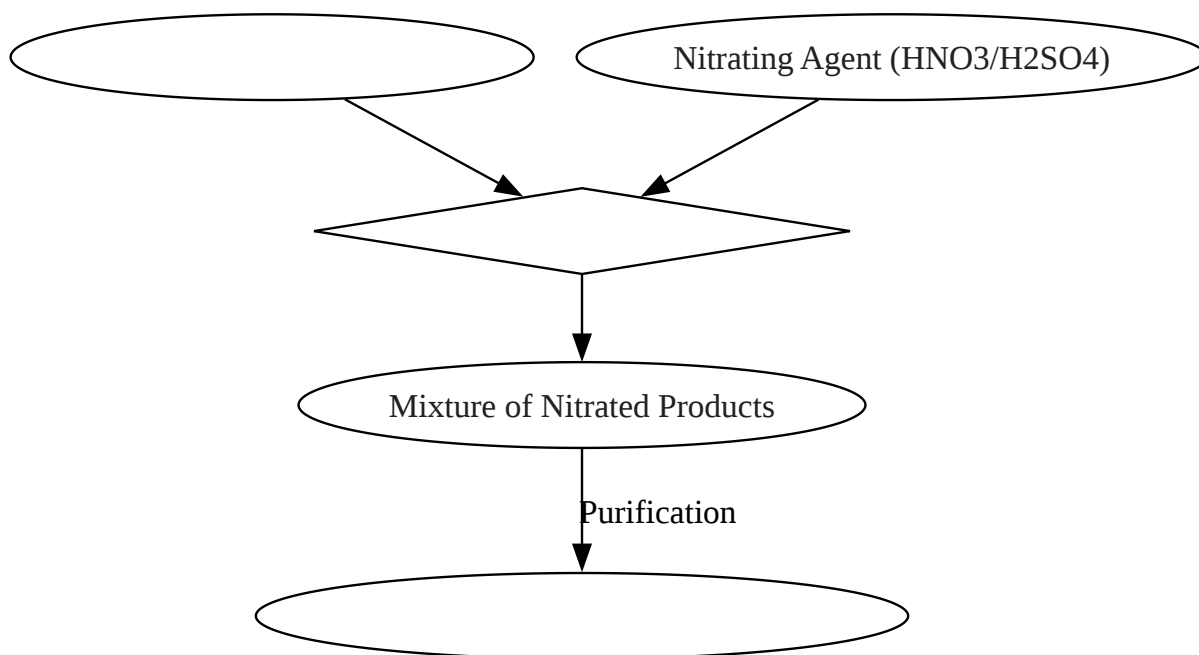 Nitrating Agent (HNO3/H2SO4)
Mixture of Nitrated Products
Purification